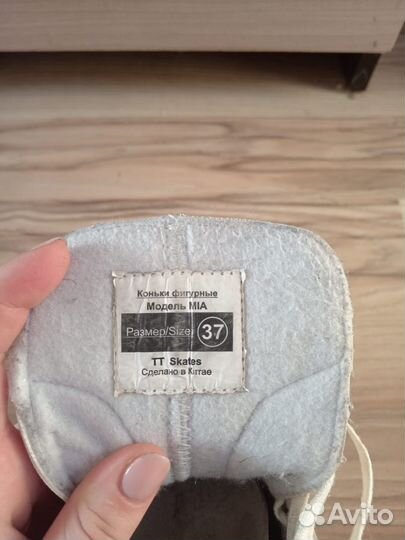 Коньки фигурные
Модель MIA
Размер/Size: 37
TT Skates
Сделано в Китае
Avito